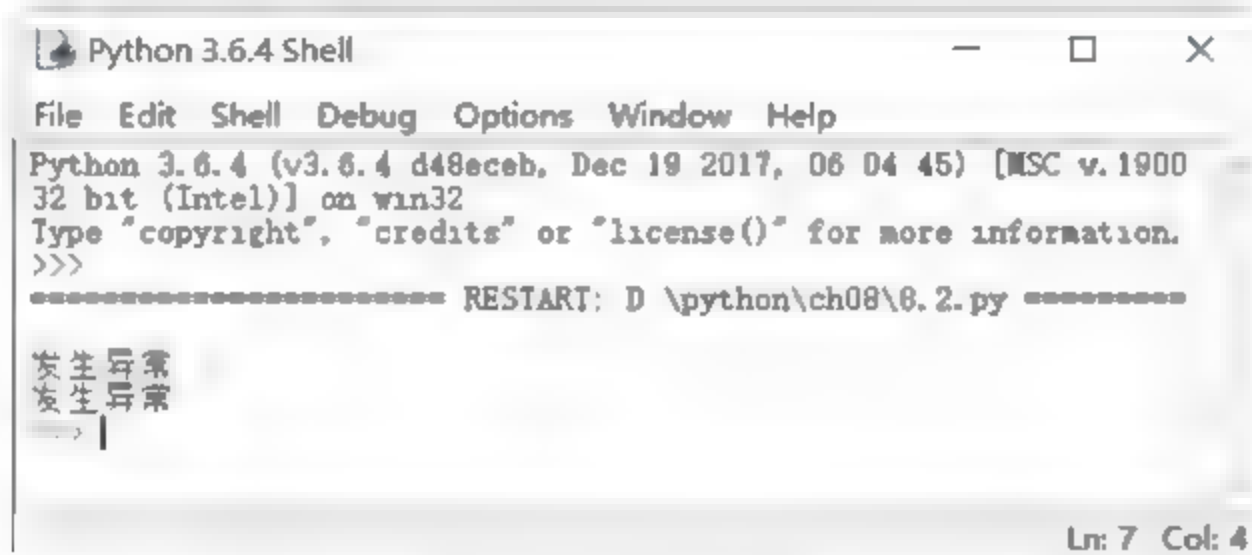 Python 3.6.4 Shell
File Edit Shell Debug Options Window Help
Python 3.6.4 (v3.6.4 d48eceb, Dec 19 2017, 06 04 45) [MSC v.1900
32 bit (Intel)] on win32
Type "copyright", "credits" or "license()" for more information.
>>>
======================== RESTART: D \python\ch08\8.2.py =========
发生异常
发生异常
Ln: 7 Col: 4